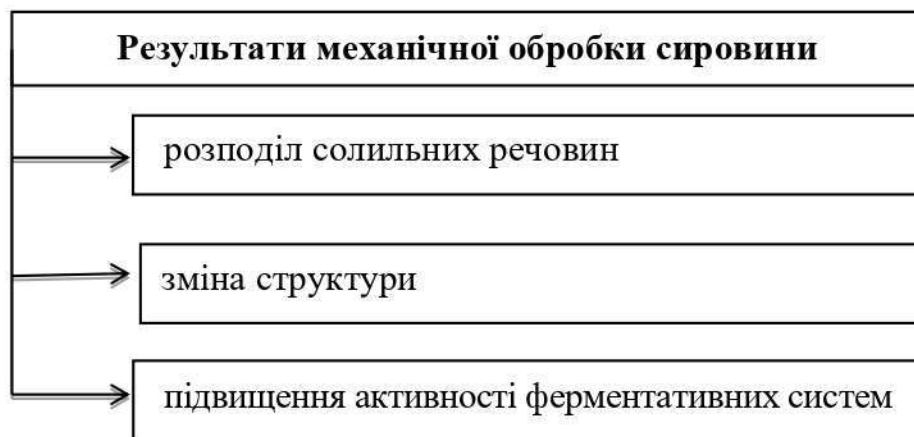 Результати механічної обробки сировини
розподіл солильних речовин
зміна структури
підвищення активності ферментативних систем